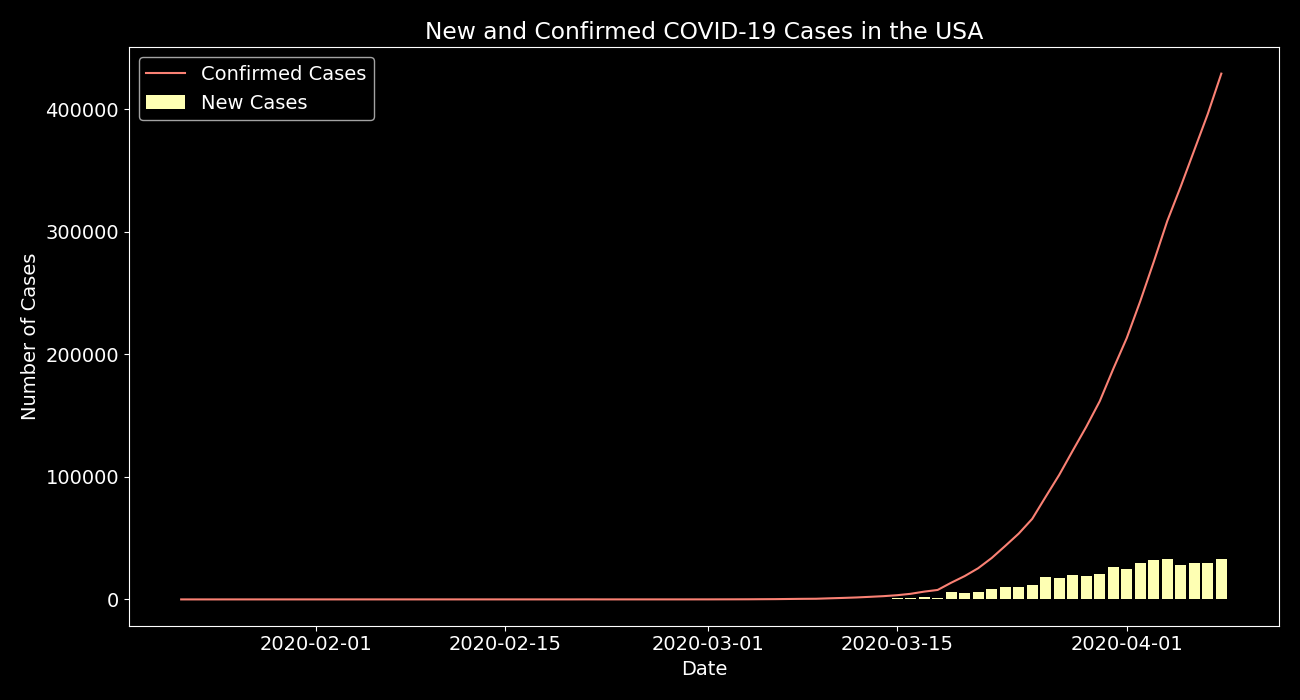 New and Confirmed COVID-19 Cases in the USA
Confirmed Cases
New Cases
Number of Cases
400000
300000
200000
100000
0
2020-02-01 2020-02-15 2020-03-01 2020-03-15 2020-04-01
Date